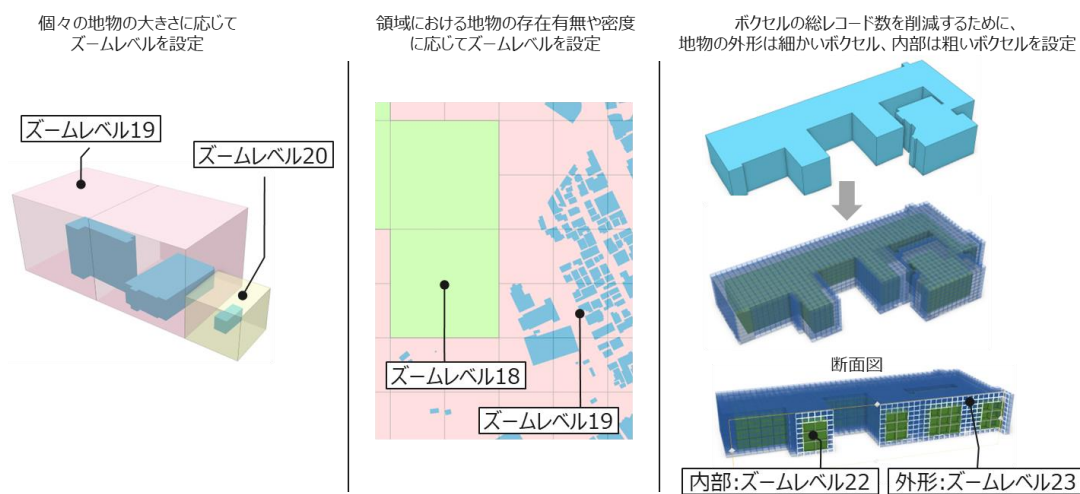 個々の地物の大きさに応じて
ズームレベルを設定
ズームレベル19
ズームレベル20
領域における地物の存在有無や密度
に応じてズームレベルを設定
ズームレベル18
ズームレベル19
ボクセルの総レコード数を削減するために、
地物の外形は細かいボクセル、内部は粗いボクセルを設定
断面図
内部:ズームレベル22
外形:ズームレベル23